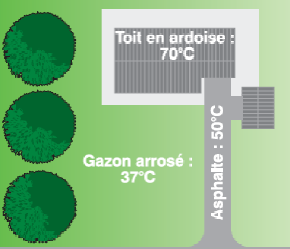 Toit en ardoise :
70°C
Gazon arrosé :
37°C
Asphalte : 50°C